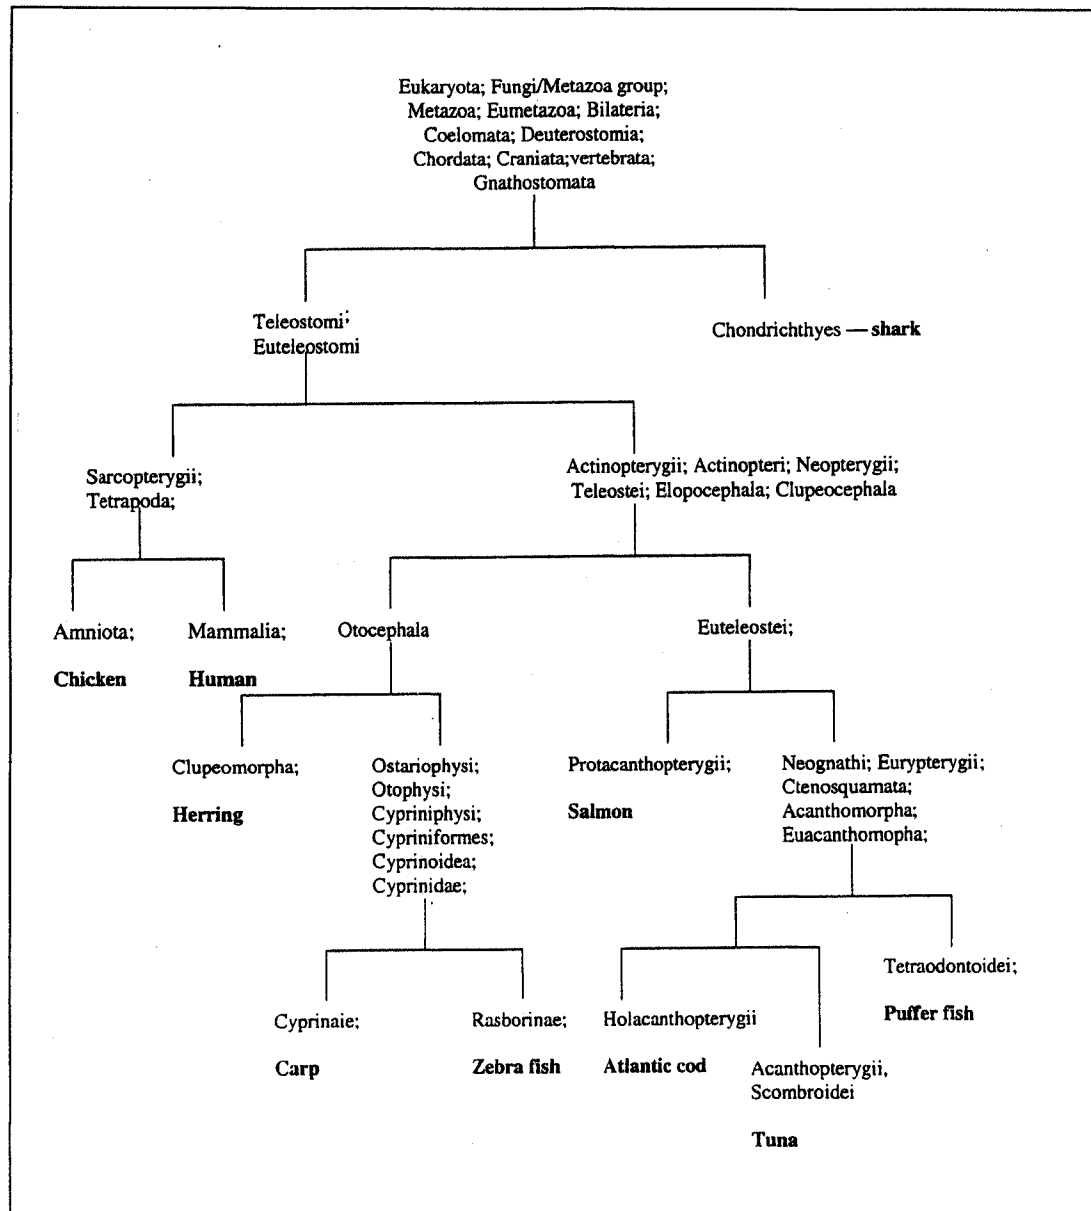 Eukaryota; Fungi/Metazoa group;
Metazoa; Eumetazoa; Bilateria;
Coelomata; Deuterostomia;
Chordata; Craniata;vertebrata;
Gnathostomata
Teleostomi;
Euteleostomi
Chondrichthyes — shark
Sarcopterygii;
Tetrapoda;
Actinopterygii; Actinopteri; Neopterygii;
Teleostei; Elopocephala; Clupeocephala
Amniota;
Chicken
Mammalia;
Human
Otocephala
Euteleostei;
Clupeomorpha;
Herring
Ostariophysi;
Otophysi;
Cypriniphysi;
Cypriniformes;
Cyprinoidea;
Cyprinidae;
Protacanthopterygii;
Salmon
Neognathi; Eurypterygii;
Ctenosquamata;
Acanthomorpha;
Euacanthomopha;
Cyprinaie;
Carp
Rasborinae;
Zebra fish
Holacanthopterygii
Atlantic cod
Acanthopterygii,
Scombroidei
Tuna
Tetraodontoidei;
Puffer fish